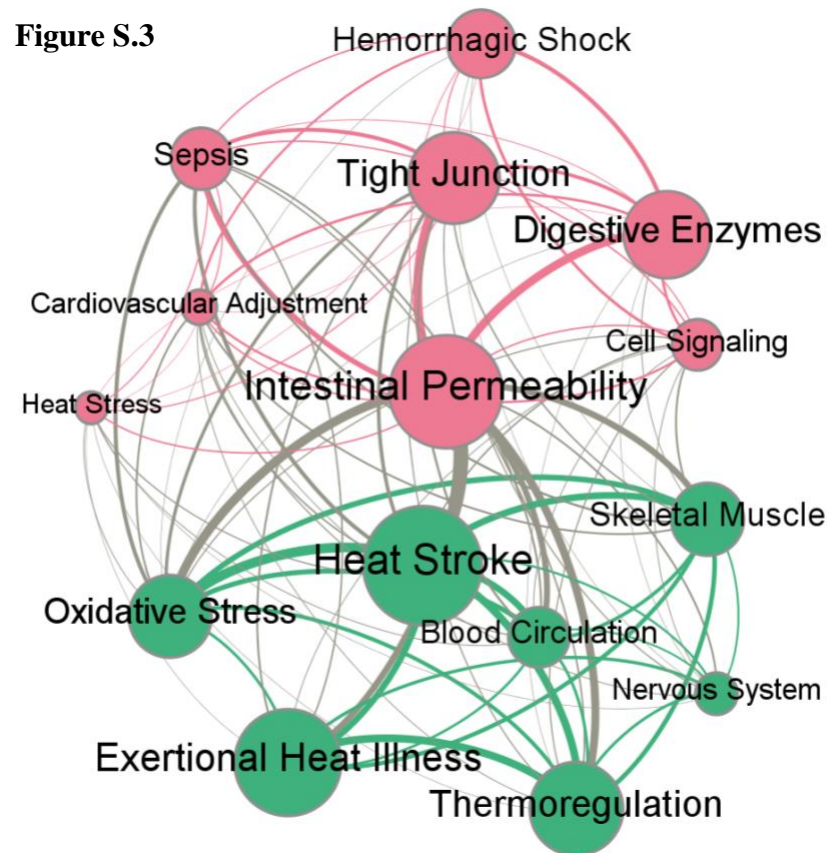 Figure S.3
Hemorrhagic Shock
Sepsis
Tight Junction
Digestive Enzymes
Cardiovascular Adjustment
Cell Signaling
Intestinal Permeability
Heat Stress
Skeletal Muscle
Heat Stroke
Oxidative Stress
Blood Circulation
Nervous System
Exertional Heat Illness
Thermoregulation